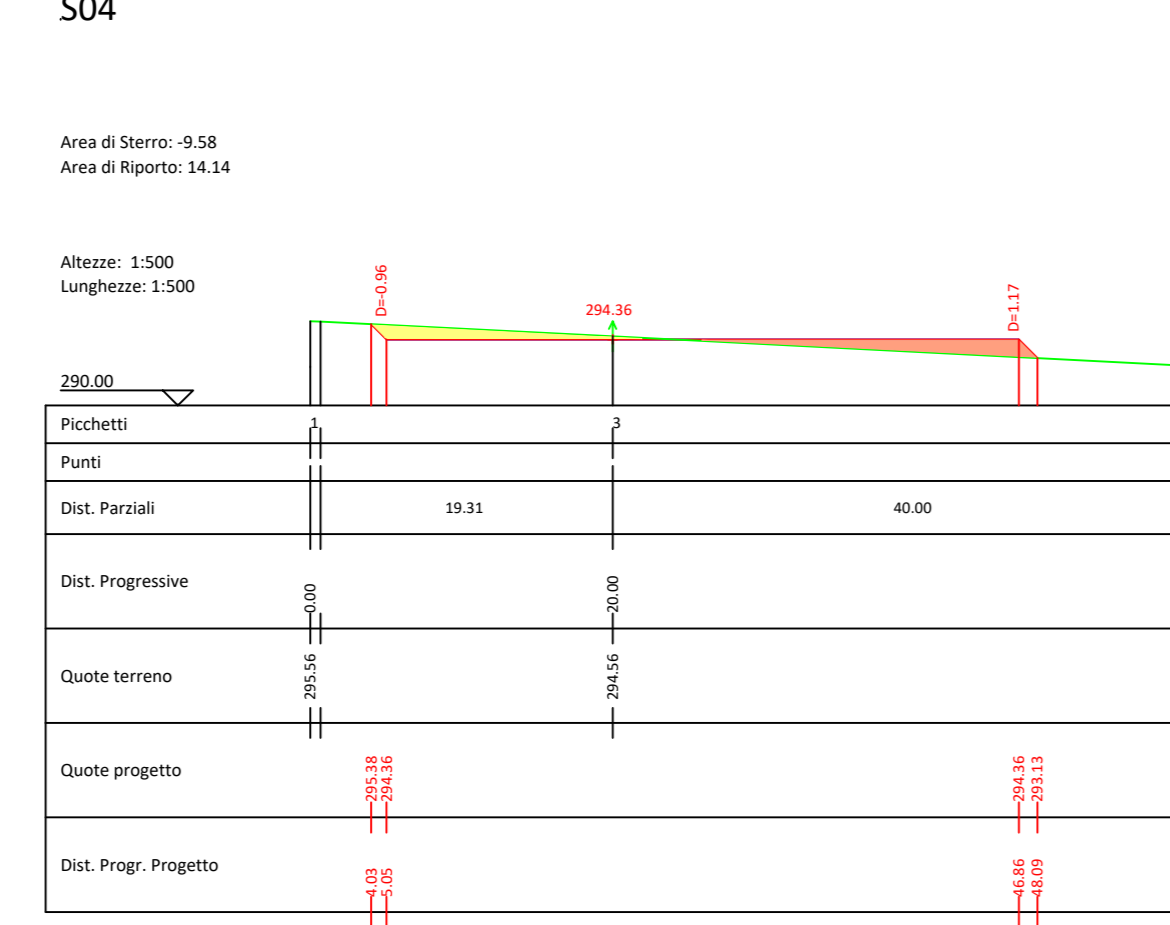 S04
Area di Sterro: -9.58
Area di Riporto: 14.14
Altezze: 1:500
Lunghezze: 1:500
D=-0.96
294.36
D=1.17
290.00
Picchetti 1 3
Punti
Dist. Parziali 19.31 40.00
Dist. Progressive 0.00 20.00
Quote terreno 295.56 294.56
Quote progetto 295.38 294.36 294.36 293.13
Dist. Progr. Progetto 4.03 5.05 46.86 48.09